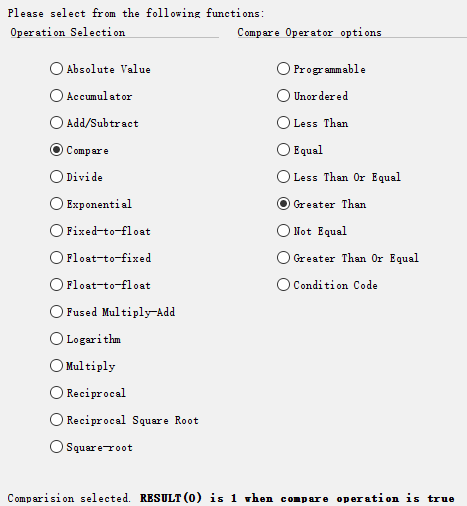 Please select from the following functions:
Operation Selection
Compare Operator options
Absolute Value
Programmable
Accumulator
Unordered
Add/Subtract
Less Than
Compare
Equal
Divide
Less Than Or Equal
Exponential
Greater Than
Fixed-to-float
Not Equal
Float-to-fixed
Greater Than Or Equal
Float-to-float
Condition Code
Fused Multiply-Add
Logarithm
Multiply
Reciprocal
Reciprocal Square Root
Square-root
Comparision selected. RESULT(0) is 1 when compare operation is true